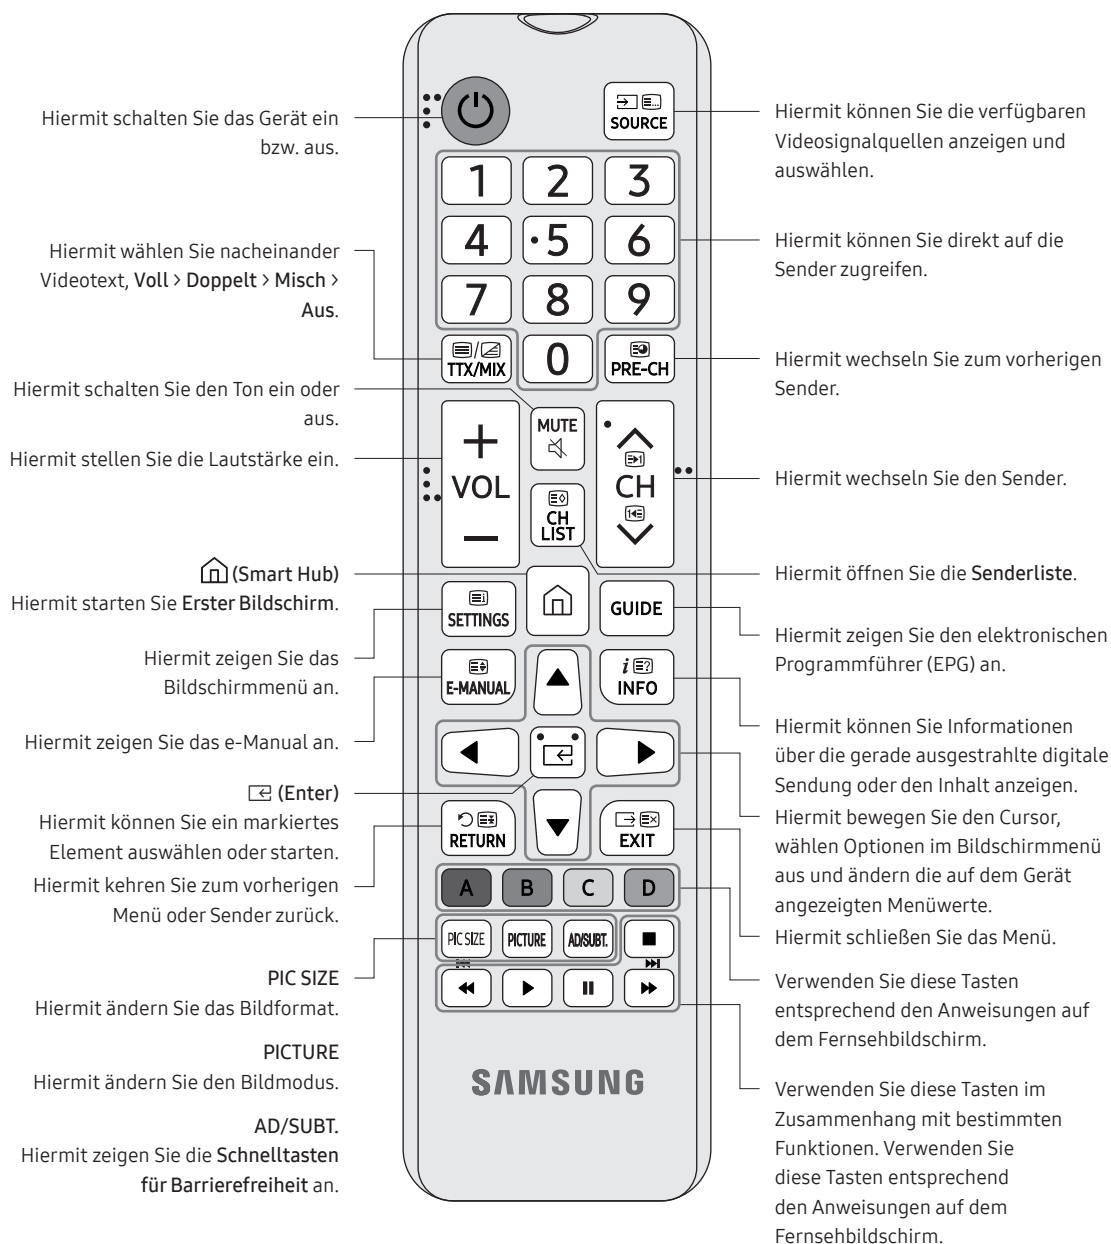 Hiermit schalten Sie das Gerät ein
bzw. aus.
Hiermit wählen Sie nacheinander
Videotext, Voll > Doppelt > Misch >
Aus.
Hiermit schalten Sie den Ton ein oder
aus.
Hiermit stellen Sie die Lautstärke ein.
(Smart Hub)
Hiermit starten Sie Erster Bildschirm.
Hiermit zeigen Sie das
Bildschirmmenü an.
Hiermit zeigen Sie das e-Manual an.
(Enter)
Hiermit können Sie ein markiertes
Element auswählen oder starten.
Hiermit kehren Sie zum vorherigen
Menü oder Sender zurück.
PIC SIZE
Hiermit ändern Sie das Bildformat.
PICTURE
Hiermit ändern Sie den Bildmodus.
AD/SUBT.
Hiermit zeigen Sie die Schnelltasten
für Barrierefreiheit an.
SOURCE
1 2 3
4 5 6
7 8 9
TTX/MIX 0 PRE-CH
MUTE
VOL CH
CH
LIST
SETTINGS GUIDE
E-MANUAL INFO
RETURN EXIT
A B C D
PIC SIZE PICTURE AD/SUBT.
SAMSUNG
Hiermit können Sie die verfügbaren
Videosignalquellen anzeigen und
auswählen.
Hiermit können Sie direkt auf die
Sender zugreifen.
Hiermit wechseln Sie zum vorherigen
Sender.
Hiermit wechseln Sie den Sender.
Hiermit öffnen Sie die Senderliste.
Hiermit zeigen Sie den elektronischen
Programmführer (EPG) an.
Hiermit können Sie Informationen
über die gerade ausgestrahlte digitale
Sendung oder den Inhalt anzeigen.
Hiermit bewegen Sie den Cursor,
wählen Optionen im Bildschirmmenü
aus und ändern die auf dem Gerät
angezeigten Menüwerte.
Hiermit schließen Sie das Menü.
Verwenden Sie diese Tasten
entsprechend den Anweisungen auf
dem Fernsehbildschirm.
Verwenden Sie diese Tasten im
Zusammenhang mit bestimmten
Funktionen. Verwenden Sie
diese Tasten entsprechend
den Anweisungen auf dem
Fernsehbildschirm.